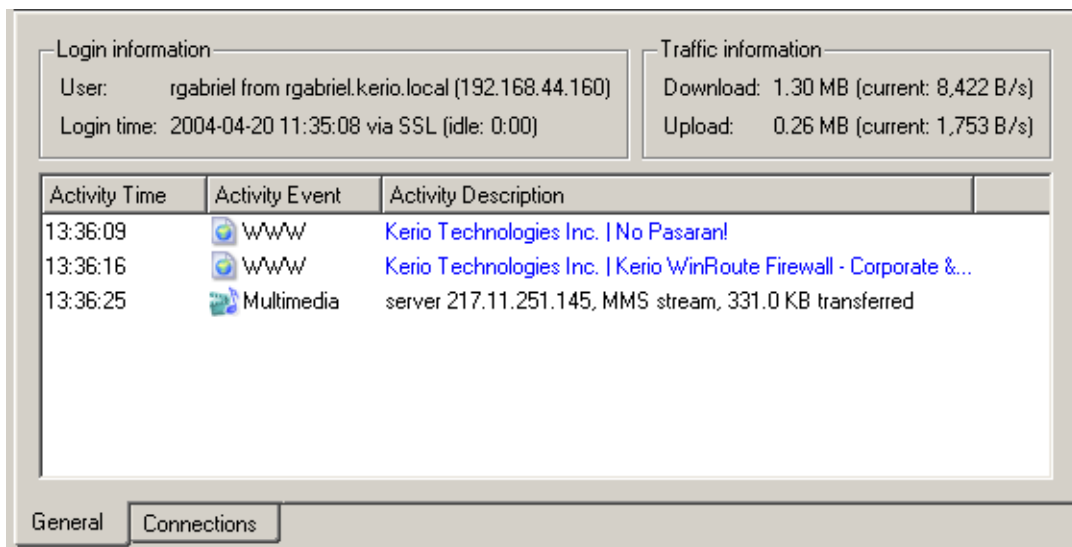 Login information
User: rgabriel from rgabriel.kerio.local (192.168.44.160)
Login time: 2004-04-20 11:35:08 via SSL (idle: 0:00)
Traffic information
Download: 1.30 MB (current: 8,422 B/s)
Upload: 0.26 MB (current: 1,753 B/s)
Activity Time Activity Event Activity Description
13:36:09 WWW Kerio Technologies Inc. | No Pasaran!
13:36:16 WWW Kerio Technologies Inc. | Kerio WinRoute Firewall - Corporate &...
13:36:25 Multimedia server 217.11.251.145, MMS stream, 331.0 KB transferred
General Connections